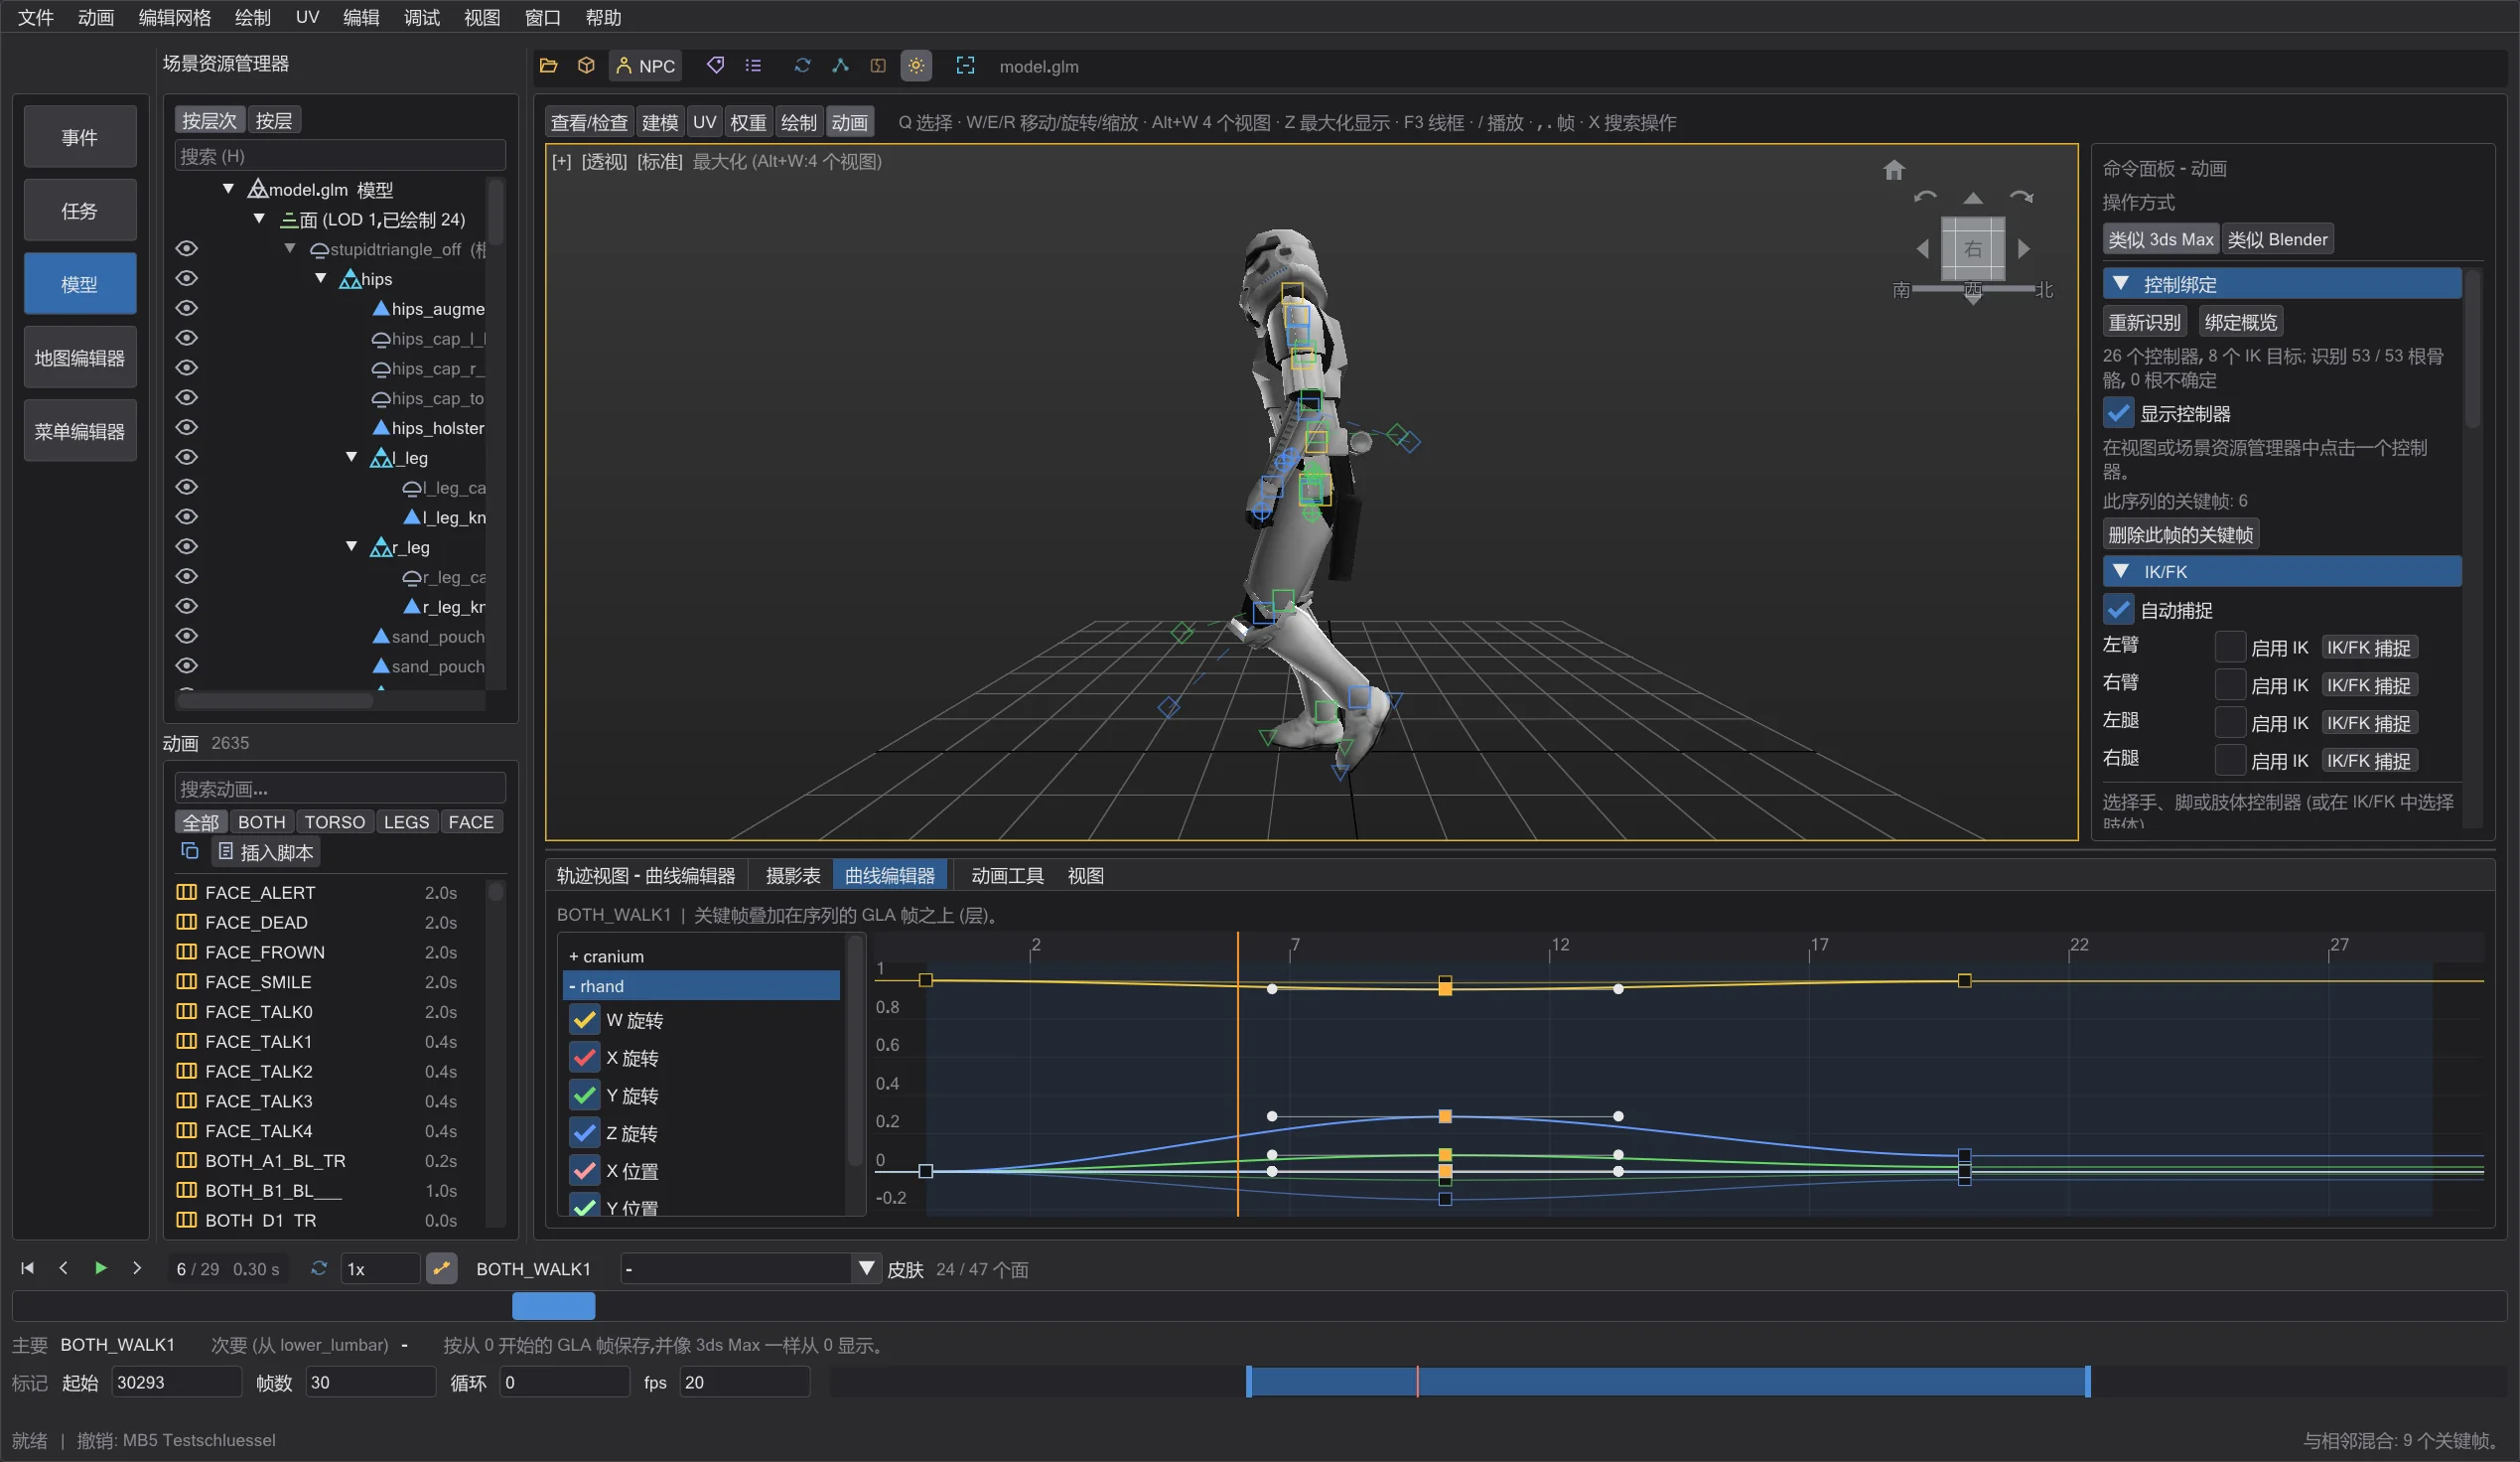 文件 动画 编辑网格 绘制 UV 编辑 调试 视图 窗口 帮助
场景资源管理器
NPC model.glm
事件
任务
模型
地图编辑器
菜单编辑器
按层次 按层
搜索 (H)
model.glm 模型
面 (LOD 1,已绘制 24)
stupidtriangle_off
hips
hips_augme
hips_cap_l_
hips_cap_r_
hips_cap_to
hips_holster
l_leg
l_leg_ca
l_leg_kn
r_leg
r_leg_ca
r_leg_kn
sand_pouch
sand_pouch
动画 2635
搜索动画...
全部 BOTH TORSO LEGS FACE
插入脚本
FACE_ALERT 2.0s
FACE_DEAD 2.0s
FACE_FROWN 2.0s
FACE_SMILE 2.0s
FACE_TALK0 2.0s
FACE_TALK1 0.4s
FACE_TALK2 0.4s
FACE_TALK3 0.4s
FACE_TALK4 0.4s
BOTH_A1_BL_TR 0.2s
BOTH_B1_BL___ 1.0s
BOTH_D1_TR 0.0s
查看/检查 建模 UV 权重 绘制 动画 Q 选择 · W/E/R 移动/旋转/缩放 · Alt+W 4 个视图 · Z 最大化显示 · F3 线框 · / 播放 · , . 帧 · X 搜索操作
[+] [透视] [标准] 最大化 (Alt+W:4 个视图)
右
南 西 北
命令面板 - 动画
操作方式
类似 3ds Max 类似 Blender
控制绑定
重新识别 绑定概览
26 个控制器, 8 个 IK 目标; 识别 53 / 53 根骨
骼, 0 根不确定
显示控制器
在视图或场景资源管理器中点击一个控制
器。
此序列的关键帧: 6
删除此帧的关键帧
IK/FK
自动捕捉
左臂 启用 IK IK/FK 捕捉
右臂 启用 IK IK/FK 捕捉
左腿 启用 IK IK/FK 捕捉
右腿 启用 IK IK/FK 捕捉
选择手、脚或肢体控制器 (或在 IK/FK 中选择
肢体)
轨迹视图 - 曲线编辑器 摄影表 曲线编辑器 动画工具 视图
BOTH_WALK1 | 关键帧叠加在序列的 GLA 帧之上 (层)。
+ cranium
- rhand
W 旋转
X 旋转
Y 旋转
Z 旋转
X 位置
Y 位置
2 7 12 17 22 27
1
0.8
0.6
0.4
0.2
0
-0.2
6 / 29 0.30 s 1x BOTH_WALK1 - 皮肤 24 / 47 个面
主要 BOTH_WALK1 次要 (从 lower_lumbar) - 按从 0 开始的 GLA 帧保存,并像 3ds Max 一样从 0 显示。
标记 起始 30293 帧数 30 循环 0 fps 20
就绪 | 撤销: MB5 Testschluessel
与相邻混合: 9 个关键帧。